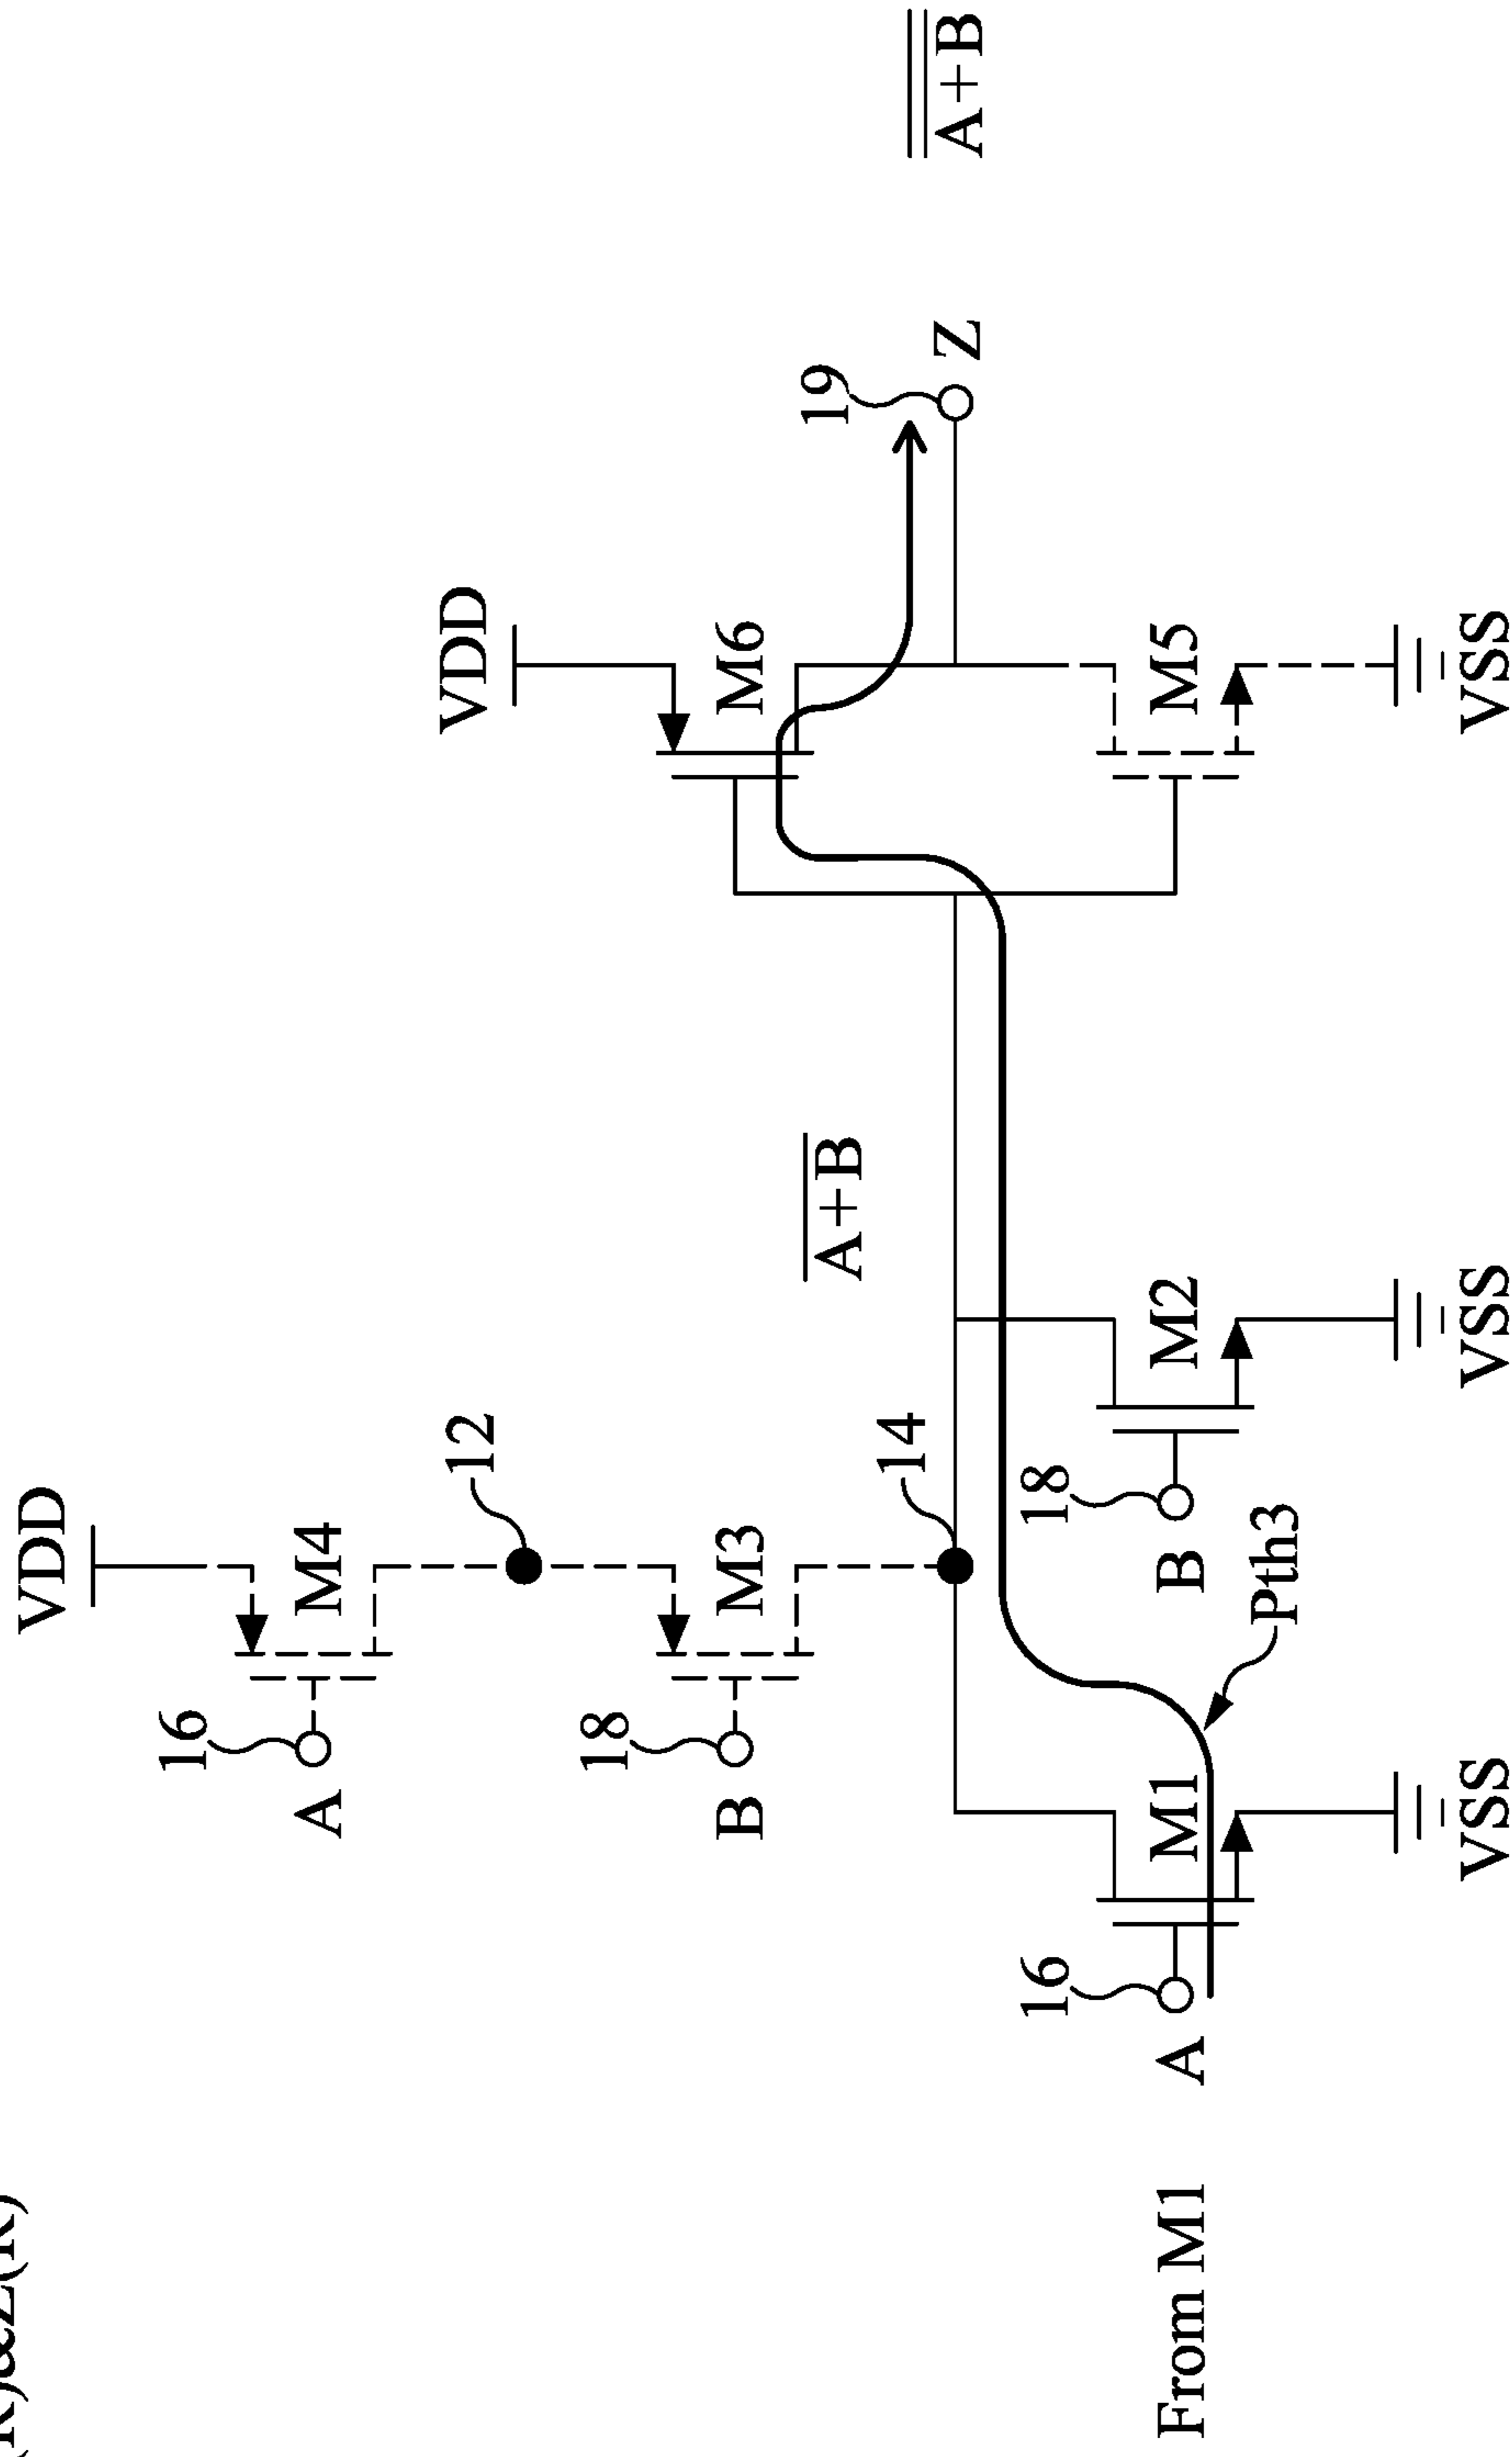 (R)&Z(R)
VDD
16
A M4
12 VDD
18
B M3 M6
A̅+̅B̅
19
14
Z A̿+̿B̿
16 18
From M1 A M1 B M2 M5
Pth3
VSS VSS VSS